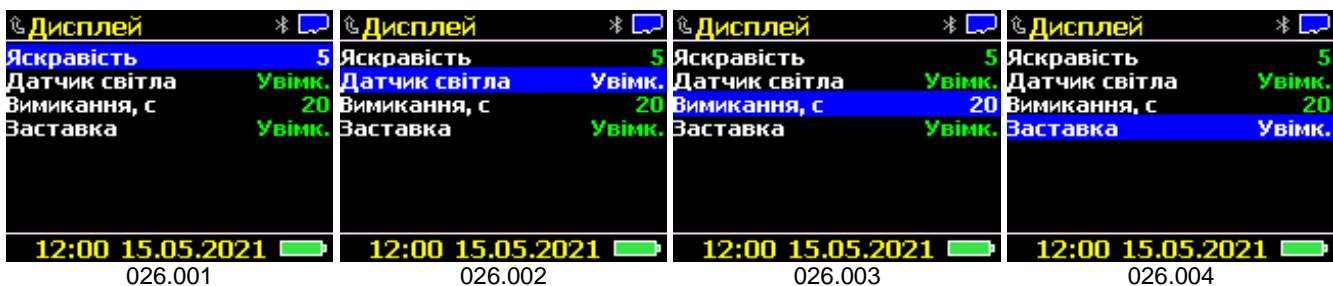 Дисплей
Яскравість 5
Датчик світла Увімк.
Вимикання, с 20
Заставка Увімк.
12:00 15.05.2021
026.001
Дисплей
Яскравість 5
Датчик світла Увімк.
Вимикання, с 20
Заставка Увімк.
12:00 15.05.2021
026.002
Дисплей
Яскравість 5
Датчик світла Увімк.
Вимикання, с 20
Заставка Увімк.
12:00 15.05.2021
026.003
Дисплей
Яскравість 5
Датчик світла Увімк.
Вимикання, с 20
Заставка Увімк.
12:00 15.05.2021
026.004